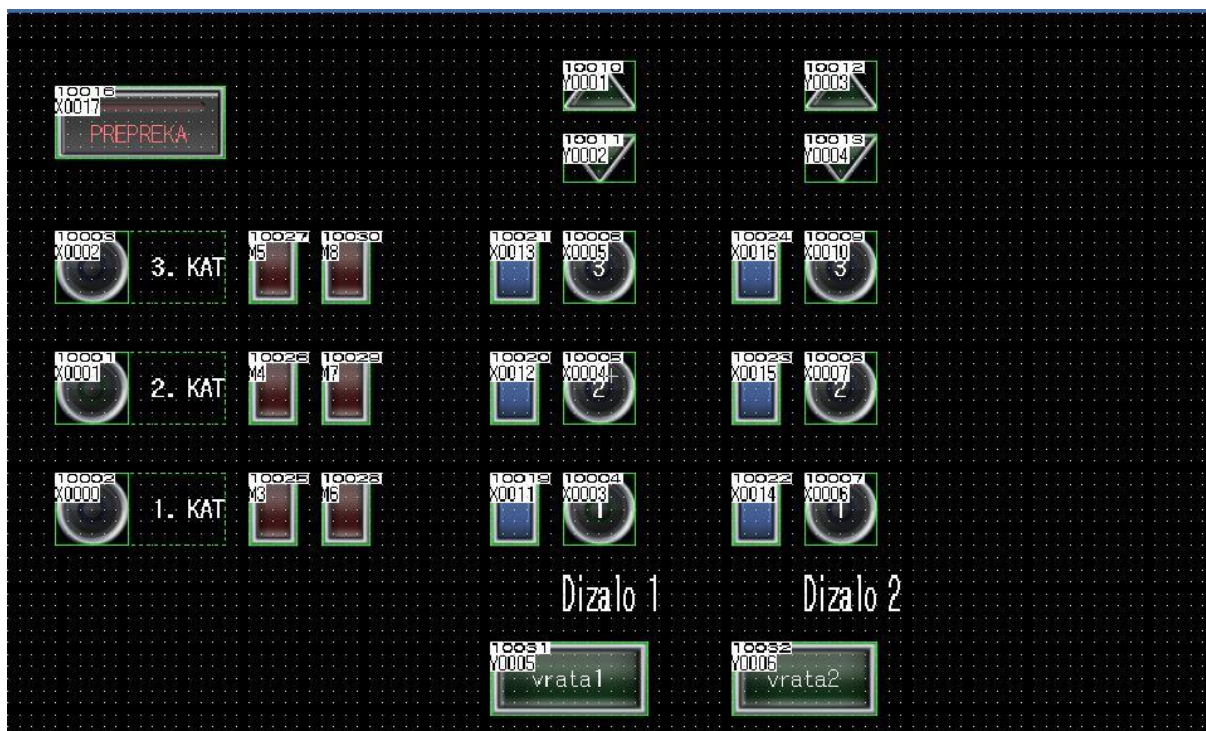 10010 10012
Y0001 Y0003
10016
X0017
PREPREKA
10011 10013
Y0002 Y0004
10003 10027 10030 10021 10006 10024 10009
X0002 M5 M8 X0013 X0005 X0016 X0010
3. KAT 3 3
10001 10026 10029 10020 10005 10023 10008
X0001 M4 M7 X0012 X0004 X0015 X0007
2. KAT 2 2
10002 10025 10028 10019 10004 10022 10007
X0000 M3 M6 X0011 X0003 X0014 X0006
1. KAT 1 1
Dizalo 1 Dizalo 2
10031 10032
Y0005 Y0006
vrata1 vrata2